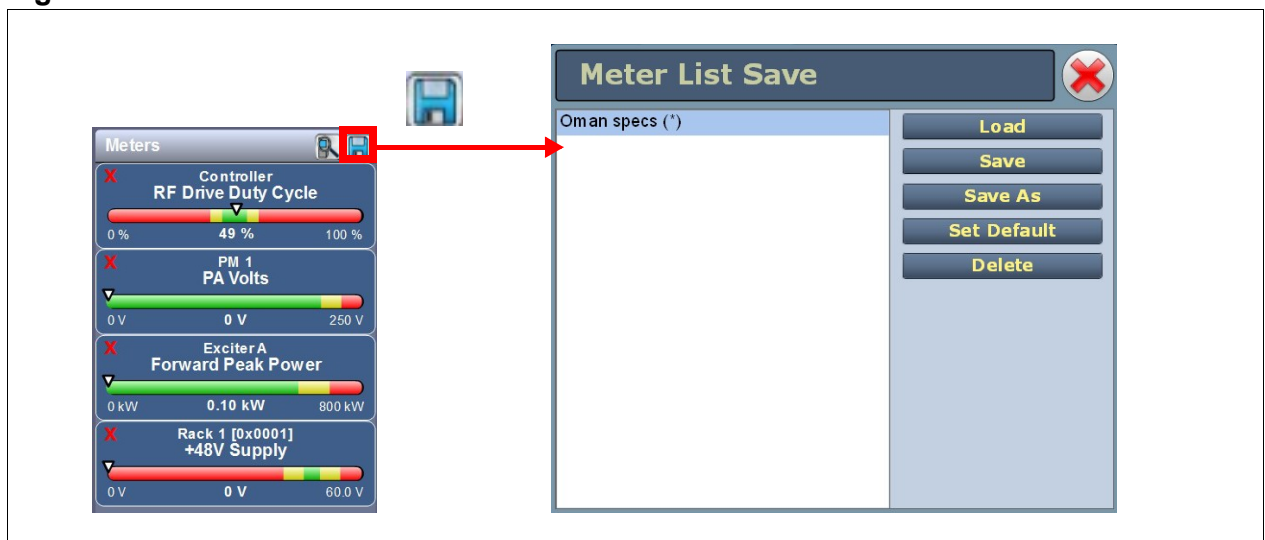 Meters
X Controller
RF Drive Duty Cycle
0 % 49 % 100 %
X PM 1
PA Volts
0 V 0 V 250 V
X Exciter A
Forward Peak Power
0 kW 0.10 kW 800 kW
X Rack 1 [0x0001]
+48V Supply
0 V 0 V 60.0 V
Meter List Save
Oman specs (*)
Load
Save
Save As
Set Default
Delete